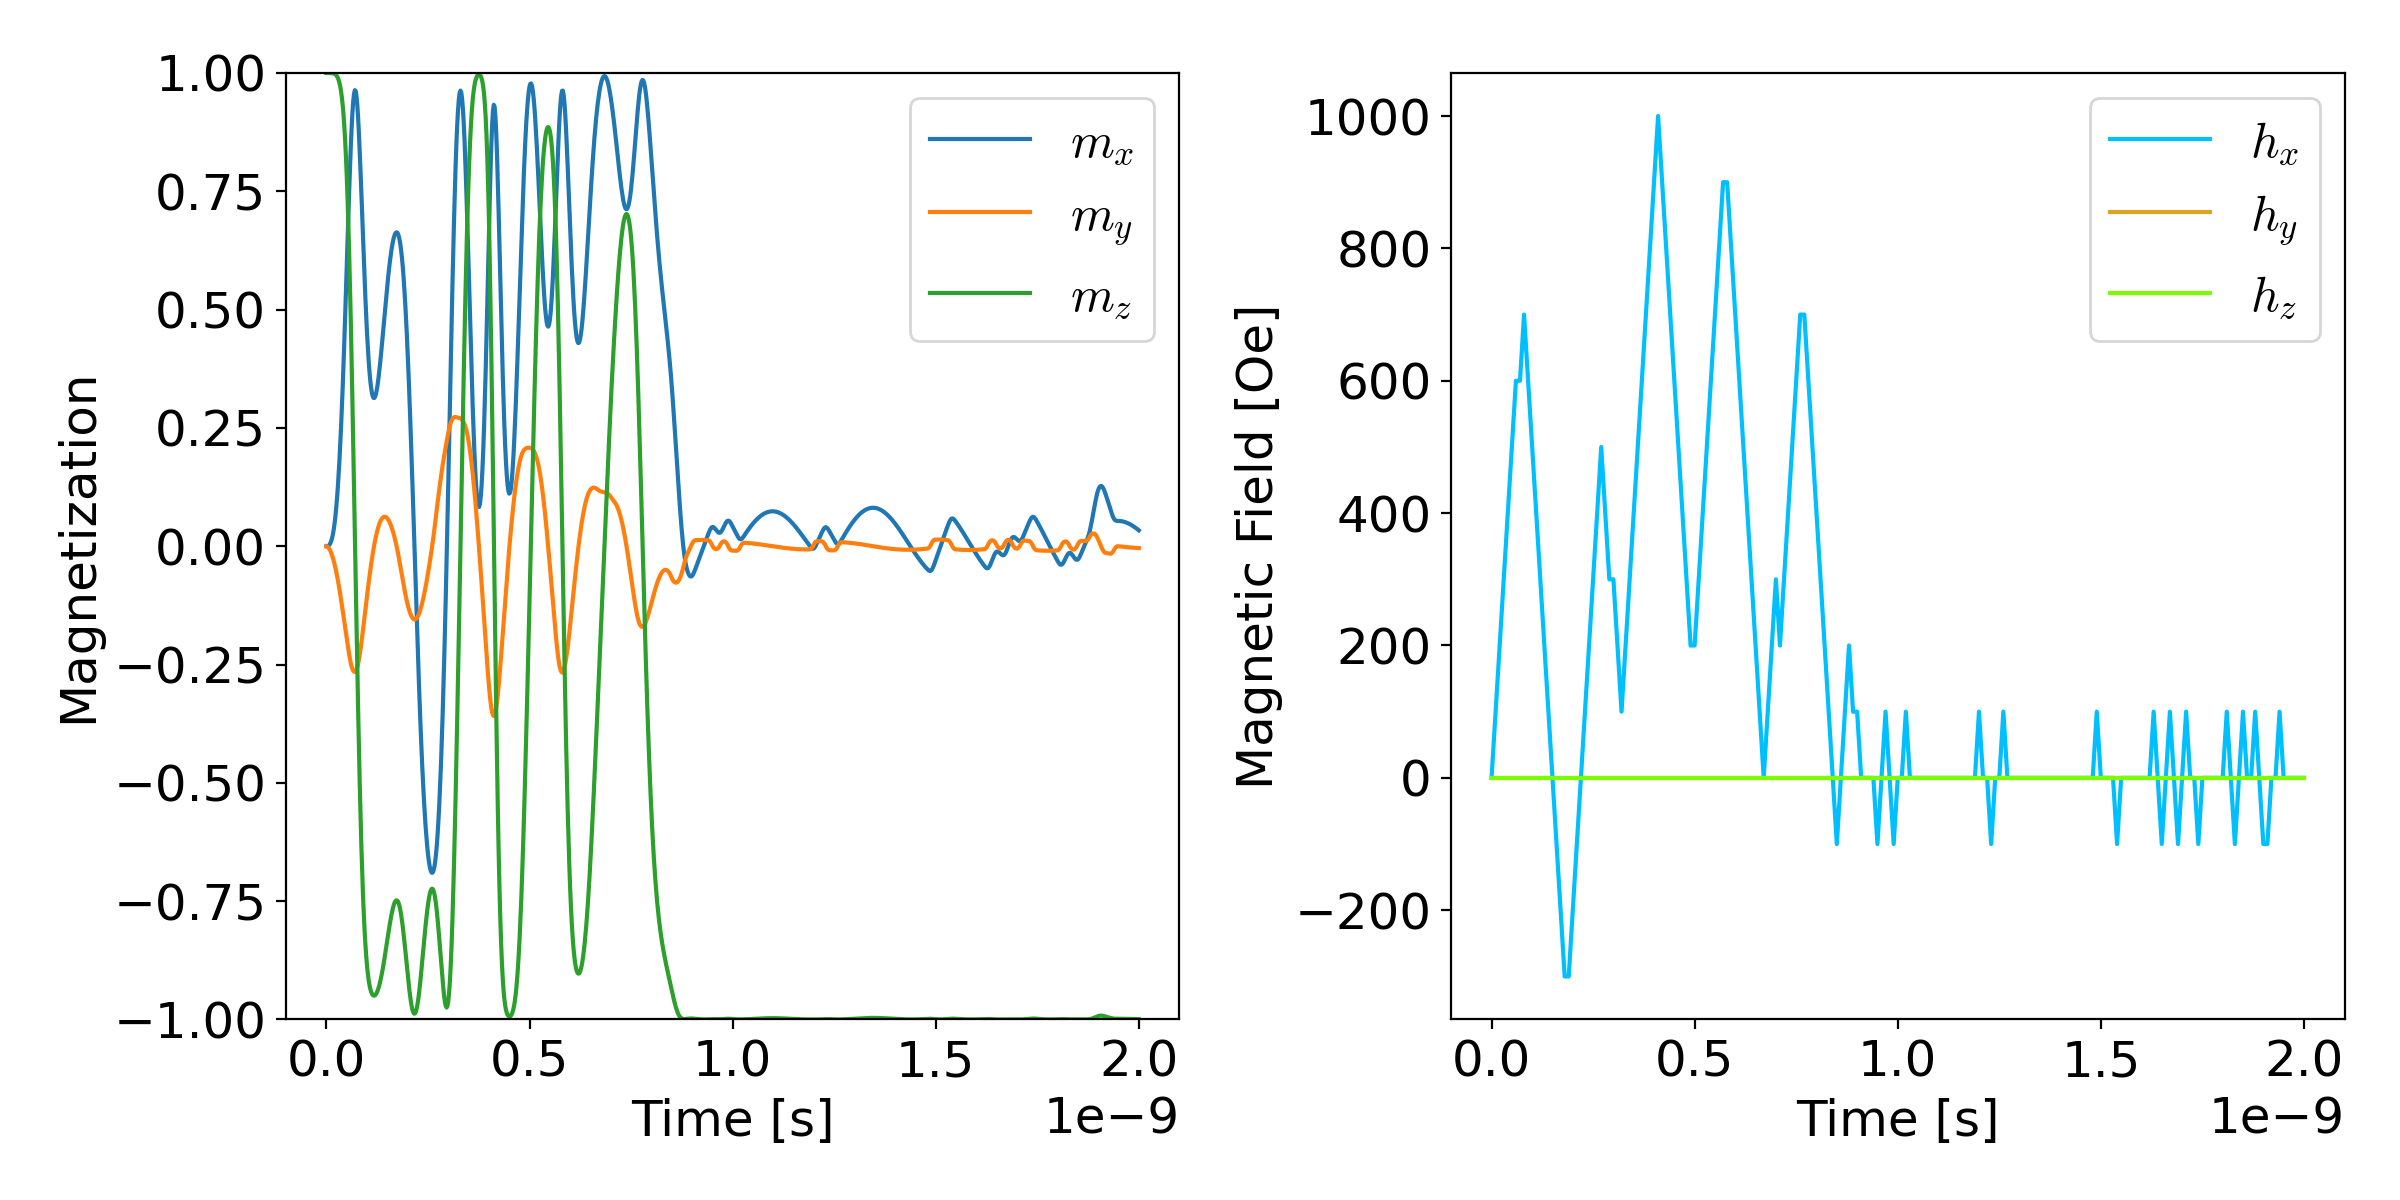 Magnetization
1.00
0.75
0.50
0.25
0.00
−0.25
−0.50
−0.75
−1.00
m_x
m_y
m_z
0.0 0.5 1.0 1.5 2.0
Time [s]
1e−9
Magnetic Field [Oe]
1000
800
600
400
200
0
−200
h_x
h_y
h_z
0.0 0.5 1.0 1.5 2.0
Time [s]
1e−9